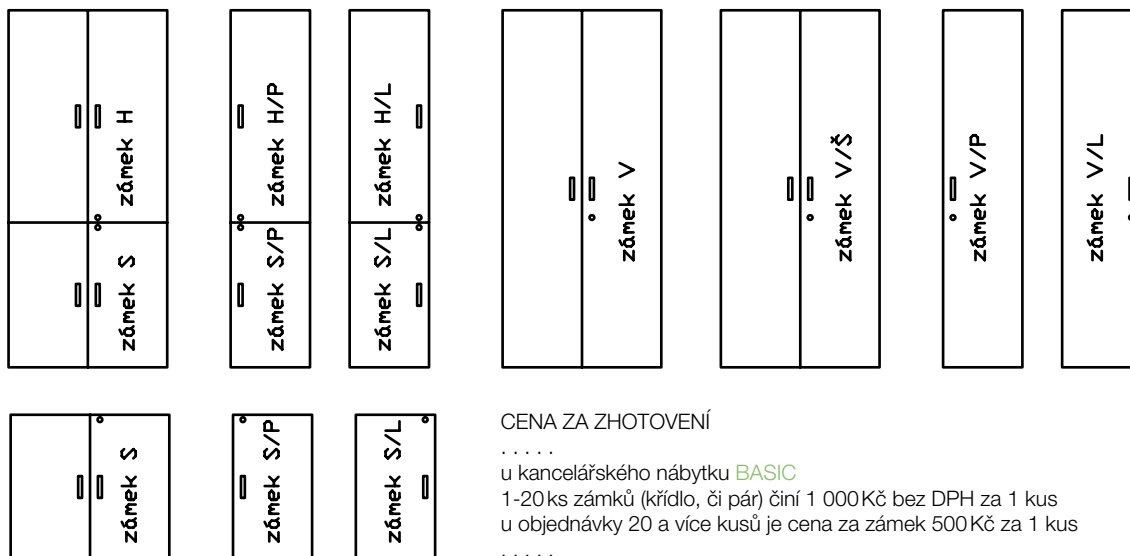 zámek H
zámek H/P
zámek H/L
zámek S
zámek S/P
zámek S/L
zámek V
zámek V/Š
zámek V/P
zámek V/L
zámek S
zámek S/P
zámek S/L
CENA ZA ZHOTOVENÍ
. . . . .
u kancelářského nábytku BASIC
1-20 ks zámků (křídlo, či pár) činí 1 000 Kč bez DPH za 1 kus
u objednávky 20 a více kusů je cena za zámek 500 Kč za 1 kus
. . . . .